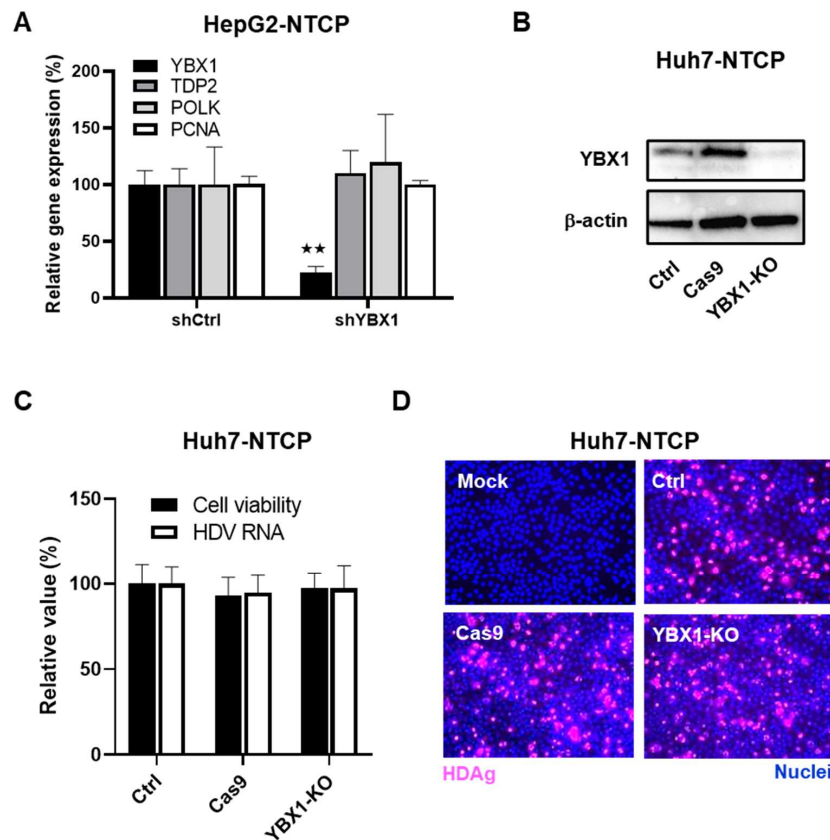 A
HepG2-NTCP
Relative gene expression (%)
200
150
100
50
0
YBX1
TDP2
POLK
PCNA
★★
shCtrl
shYBX1
B
Huh7-NTCP
YBX1
β-actin
Ctrl
Cas9
YBX1-KO
C
Huh7-NTCP
Relative value (%)
150
100
50
0
Cell viability
HDV RNA
Ctrl
Cas9
YBX1-KO
D
Huh7-NTCP
Mock
Ctrl
Cas9
YBX1-KO
HDAg
Nuclei